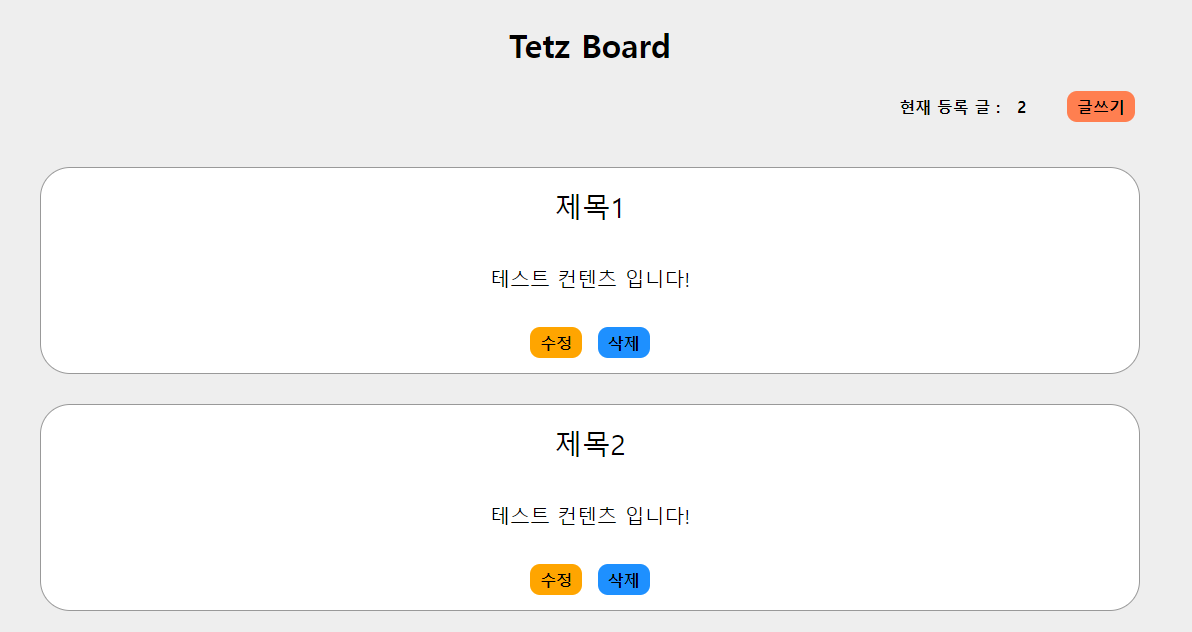 Tetz Board
현재 등록 글 : 2 글쓰기
제목1
테스트 컨텐츠 입니다!
수정 삭제
제목2
테스트 컨텐츠 입니다!
수정 삭제